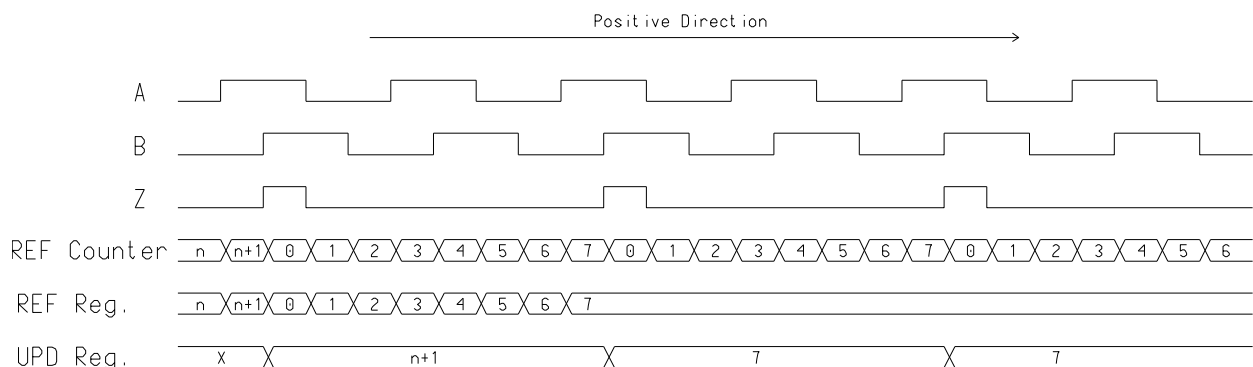 Positive Direction
A
B
Z
REF Counter n n+1 0 1 2 3 4 5 6 7 0 1 2 3 4 5 6 7 0 1 2 3 4 5 6
REF Reg. n n+1 0 1 2 3 4 5 6 7
UPD Reg. X n+1 7 7